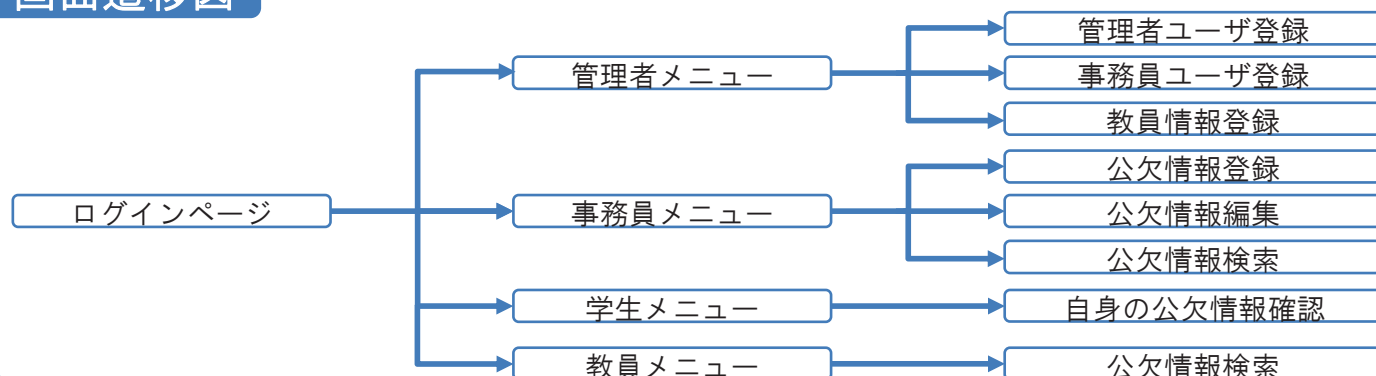 画面遷移図
管理者ユーザ登録
管理者メニュー
事務員ユーザ登録
教員情報登録
公欠情報登録
ログインページ
事務員メニュー
公欠情報編集
公欠情報検索
学生メニュー
自身の公欠情報確認
教員メニュー
公欠情報検索